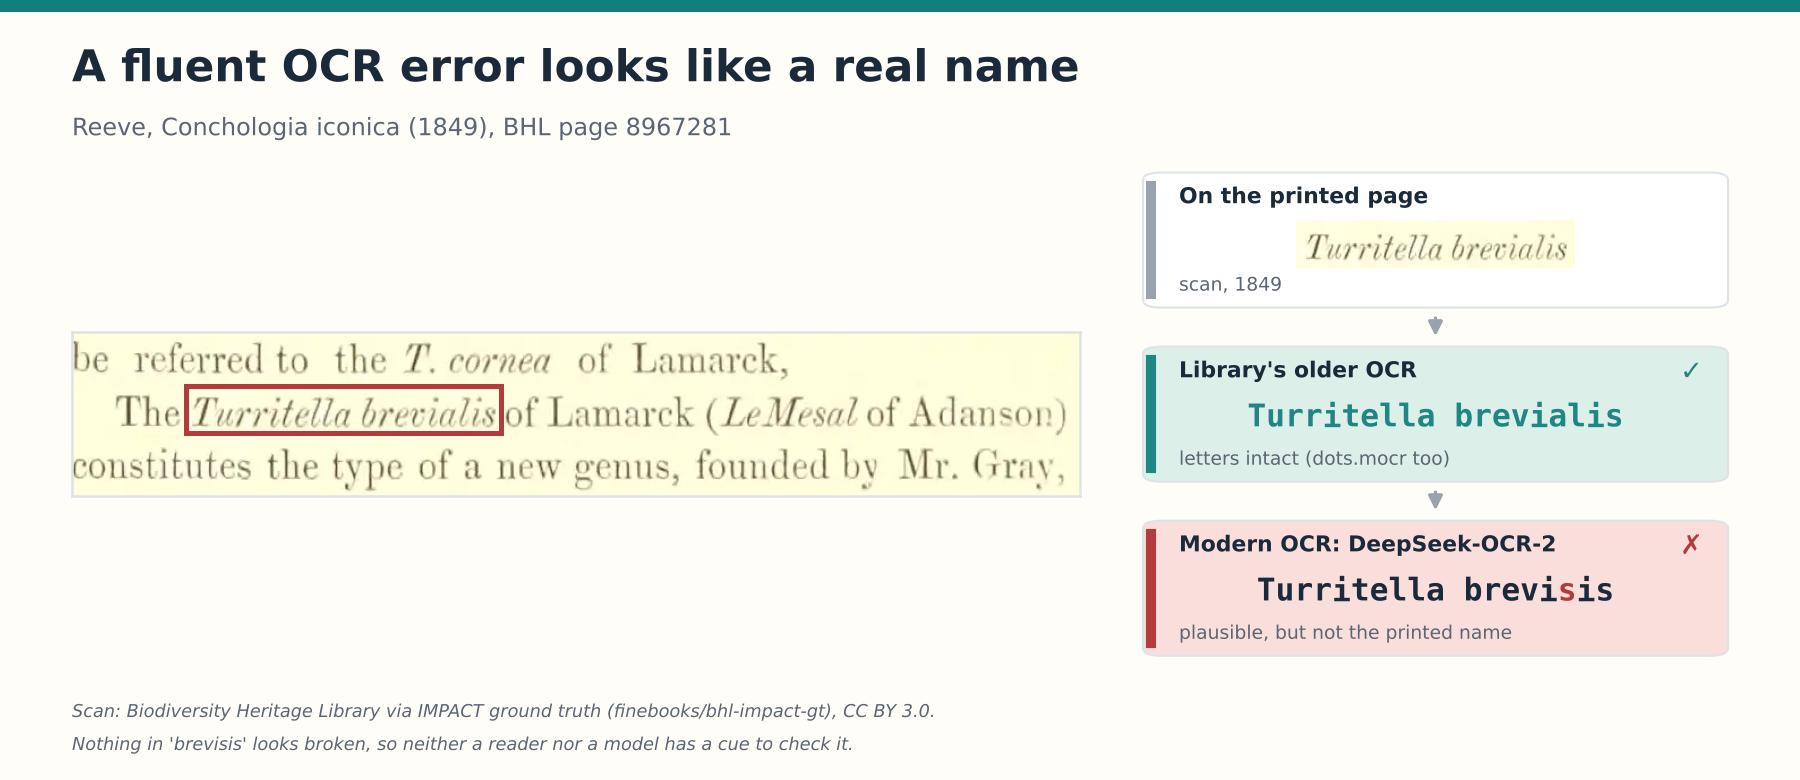 A fluent OCR error looks like a real name
Reeve, Conchologia iconica (1849), BHL page 8967281
be referred to the T. cornea of Lamarck,
The Turritella brevialis of Lamarck (Le Mesal of Adanson)
constitutes the type of a new genus, founded by Mr. Gray,
On the printed page
Turritella brevialis
scan, 1849
Library's older OCR ✓
Turritella brevialis
letters intact (dots.mocr too)
Modern OCR: DeepSeek-OCR-2 ✗
Turritella brevisis
plausible, but not the printed name
Scan: Biodiversity Heritage Library via IMPACT ground truth (finebooks/bhl-impact-gt), CC BY 3.0.
Nothing in 'brevisis' looks broken, so neither a reader nor a model has a cue to check it.